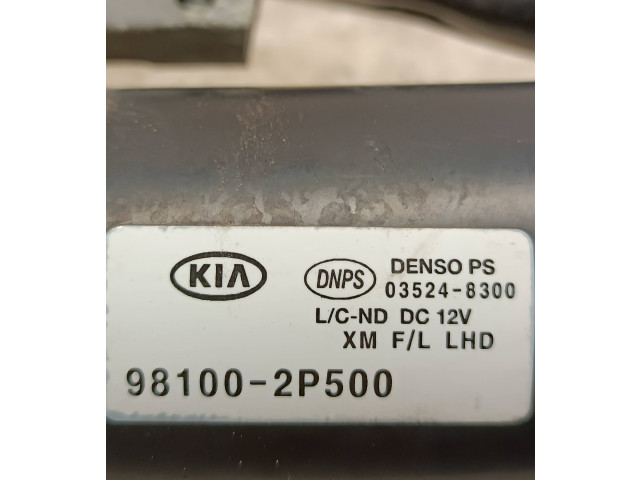 KIA DNPS DENSO PS
03524-8300
L/C-ND DC 12V
XM F/L LHD
98100-2P500